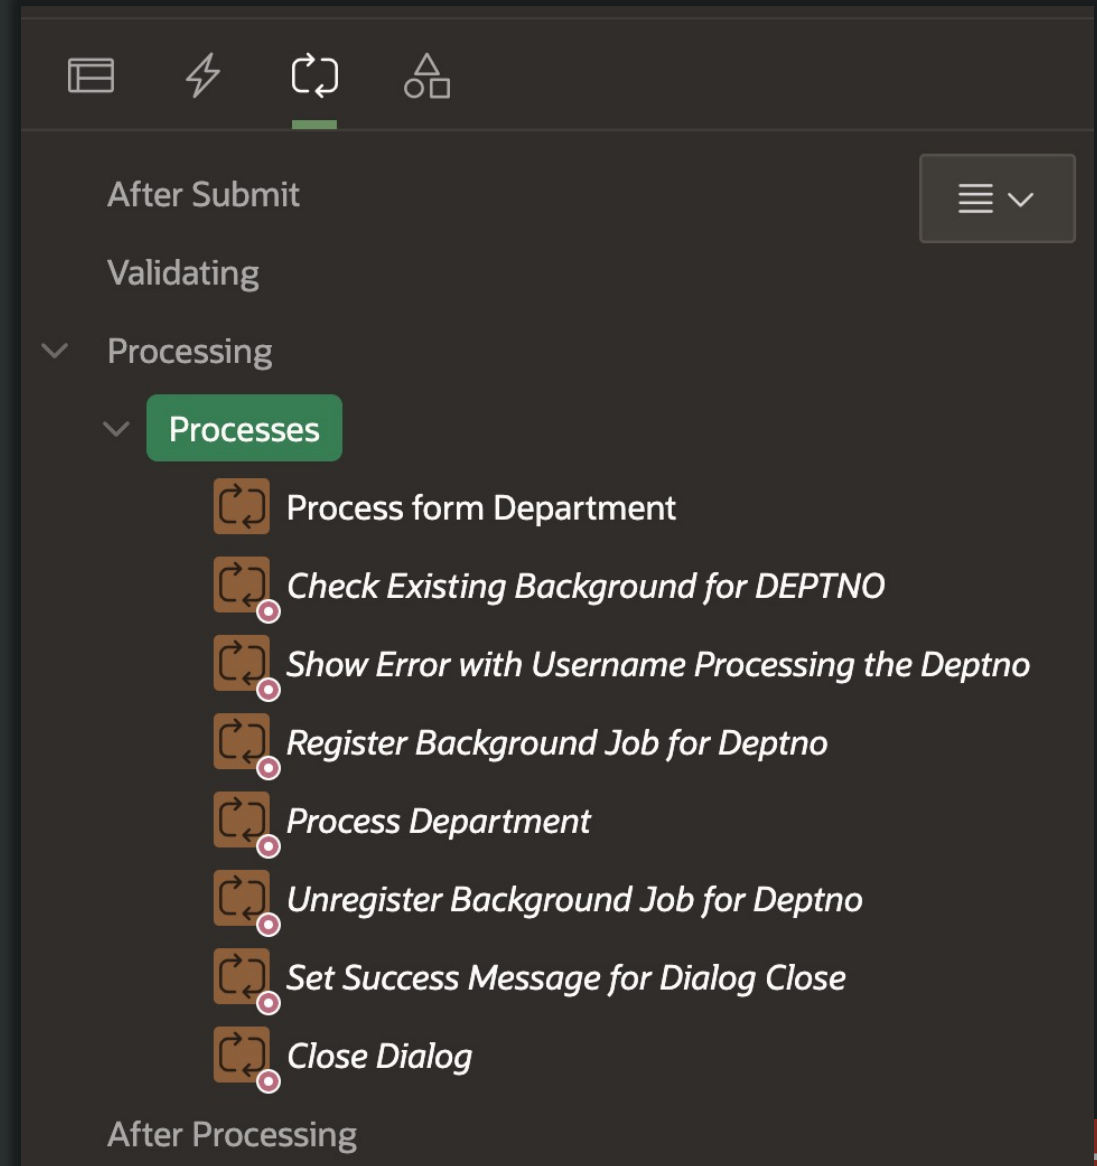 After Submit
Validating
Processing
Processes
Process form Department
Check Existing Background for DEPTNO
Show Error with Username Processing the Deptno
Register Background Job for Deptno
Process Department
Unregister Background Job for Deptno
Set Success Message for Dialog Close
Close Dialog
After Processing